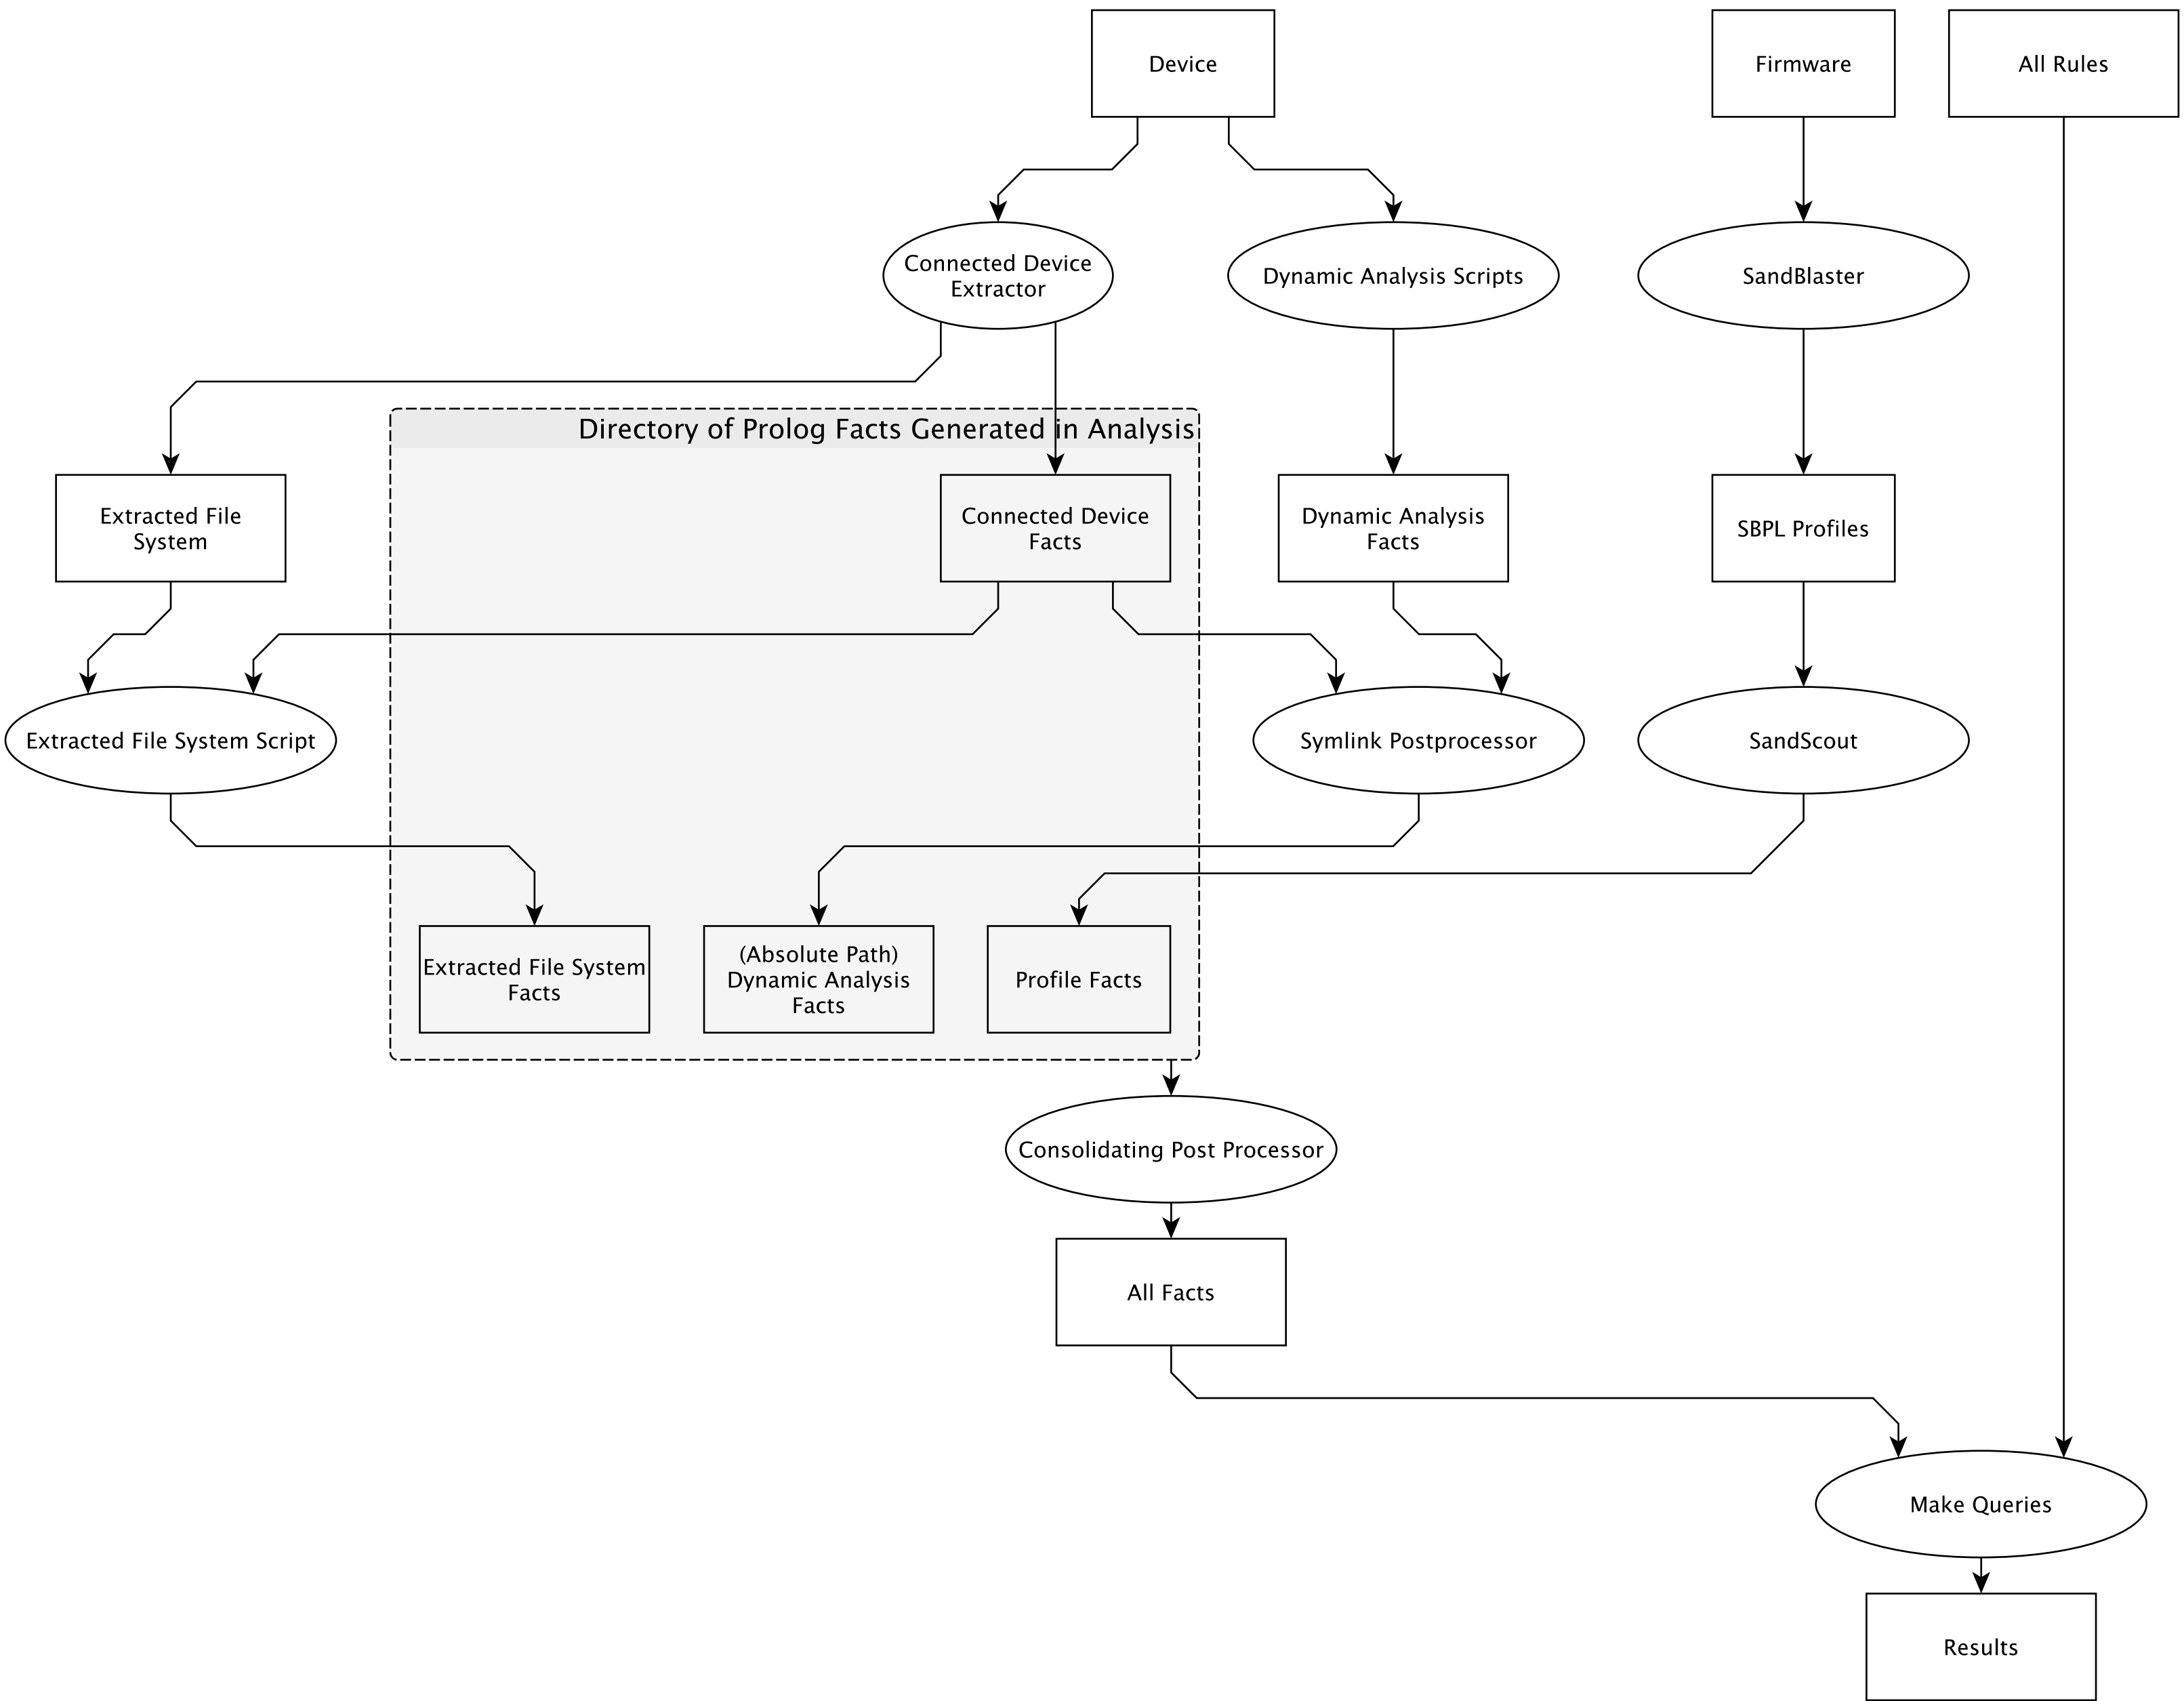 Device
Firmware
All Rules
Connected Device
Extractor
Dynamic Analysis Scripts
SandBlaster
Directory of Prolog Facts Generated in Analysis
Extracted File
System
Connected Device
Facts
Dynamic Analysis
Facts
SBPL Profiles
Extracted File System Script
Symlink Postprocessor
SandScout
Extracted File System
Facts
(Absolute Path)
Dynamic Analysis
Facts
Profile Facts
Consolidating Post Processor
All Facts
Make Queries
Results